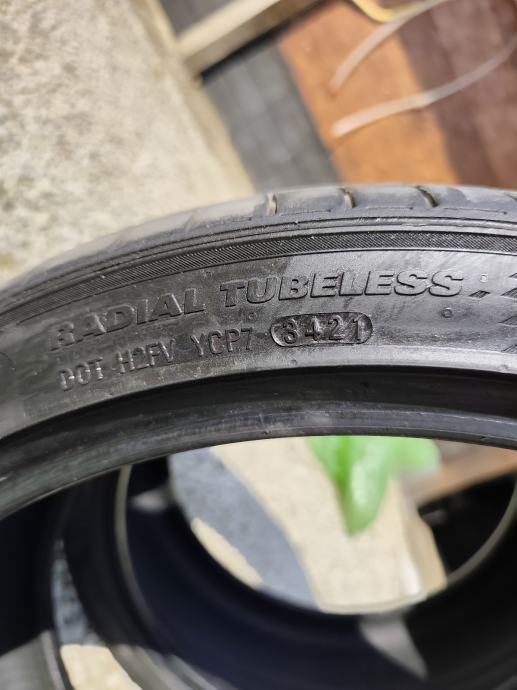 RADIAL TUBELESS
DOT H2FV YCP7 3421